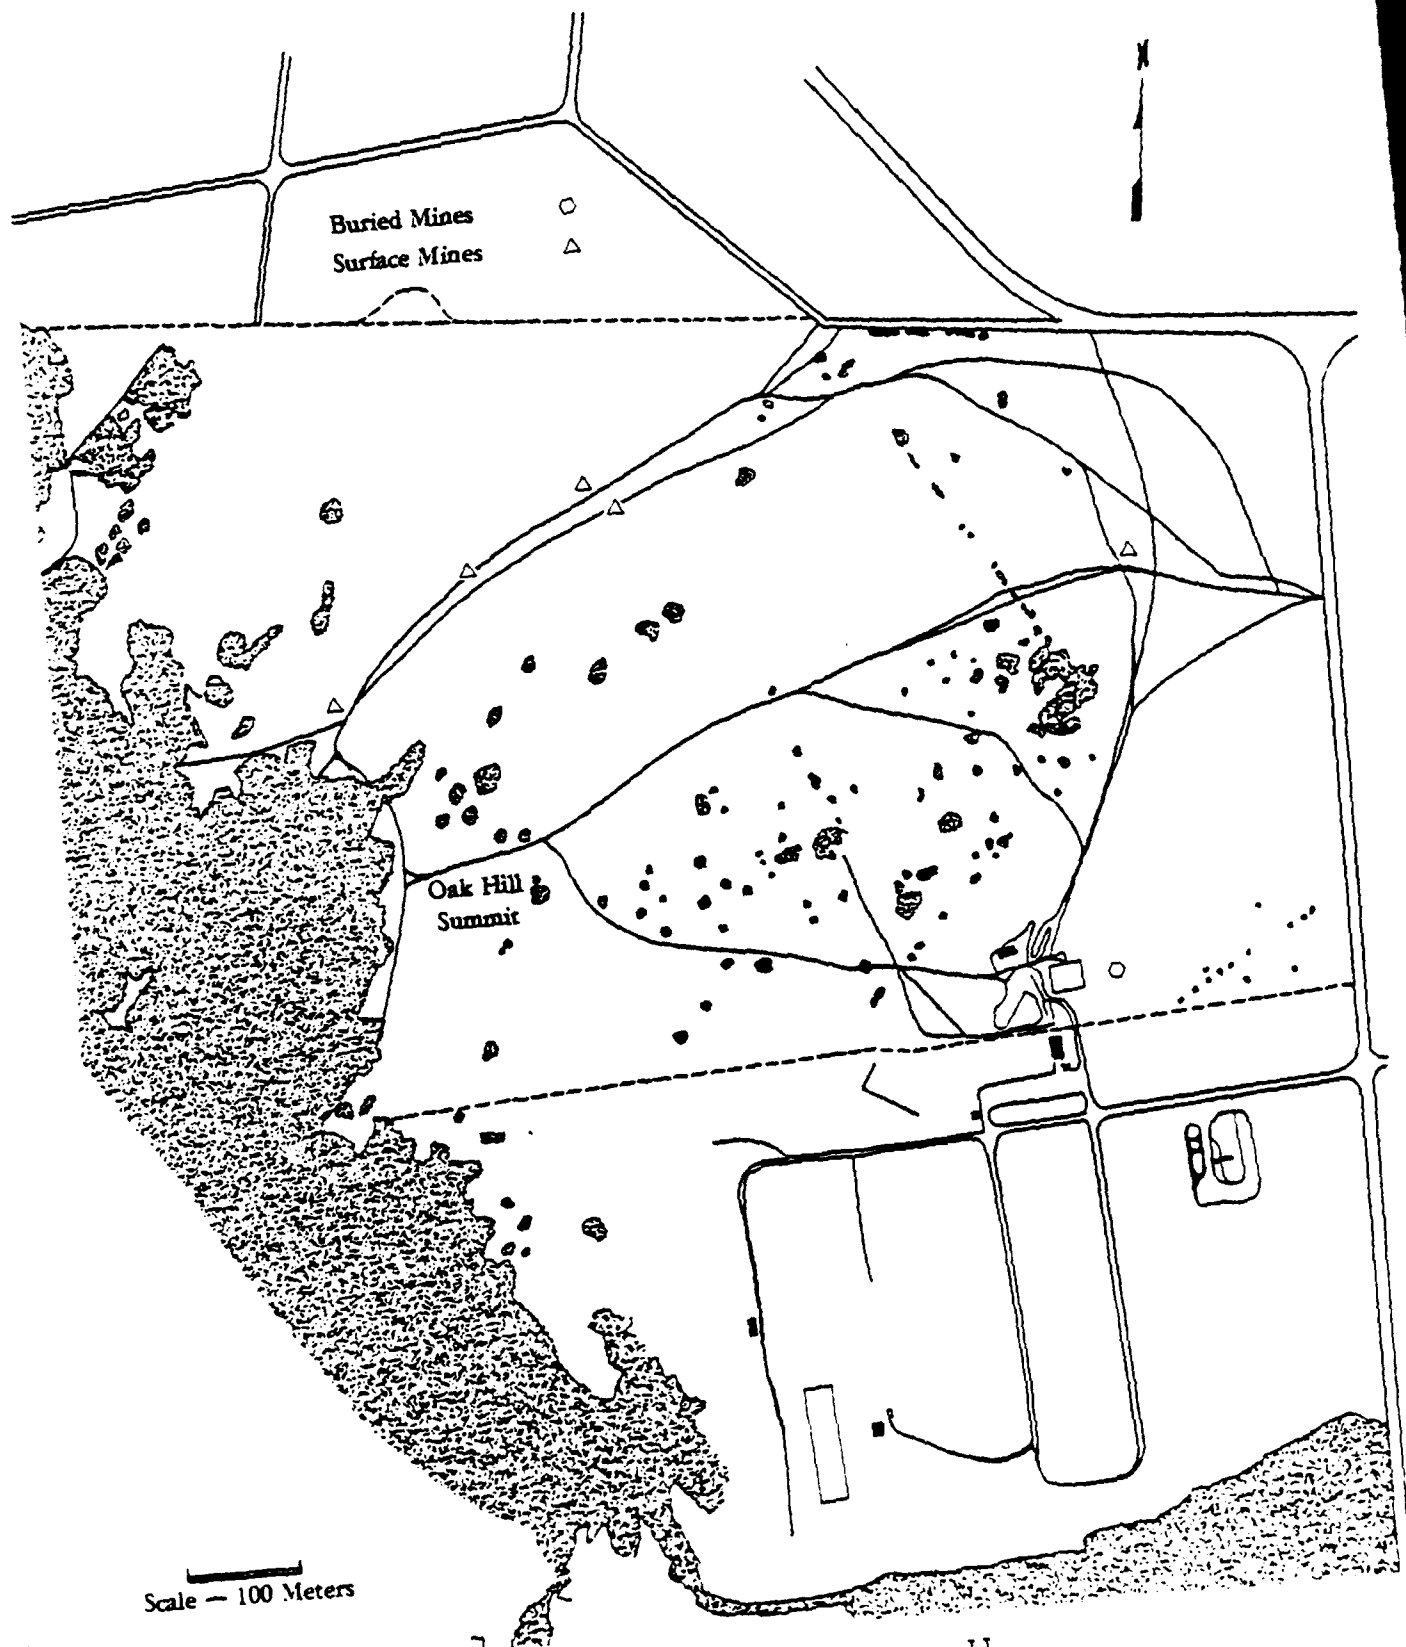 Buried Mines
Surface Mines
Oak Hill
Summit
Scale — 100 Meters